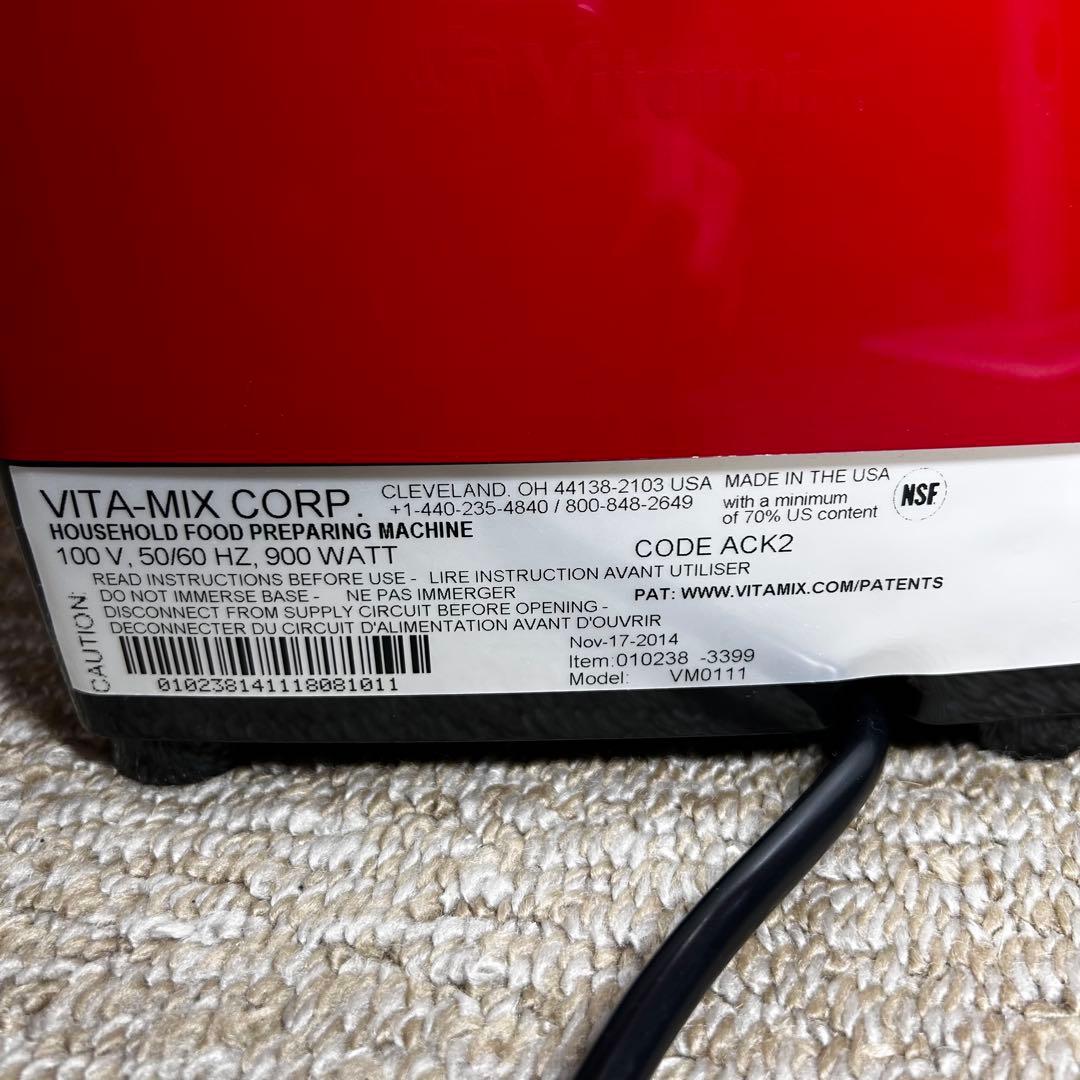 Vitamix
VITA-MIX CORP.
CLEVELAND. OH 44138-2103 USA
+1-440-235-4840 / 800-848-2649
MADE IN THE USA
with a minimum
of 70% US content
NSF
HOUSEHOLD FOOD PREPARING MACHINE
100 V, 50/60 HZ, 900 WATT
CODE ACK2
CAUTION:
READ INSTRUCTIONS BEFORE USE - LIRE INSTRUCTION AVANT UTILISER
DO NOT IMMERSE BASE - NE PAS IMMERGER
PAT: WWW.VITAMIX.COM/PATENTS
DISCONNECT FROM SUPPLY CIRCUIT BEFORE OPENING -
DECONNECTER DU CIRCUIT D'ALIMENTATION AVANT D'OUVRIR
Nov-17-2014
Item:010238 -3399
Model: VM0111
010238141118081011